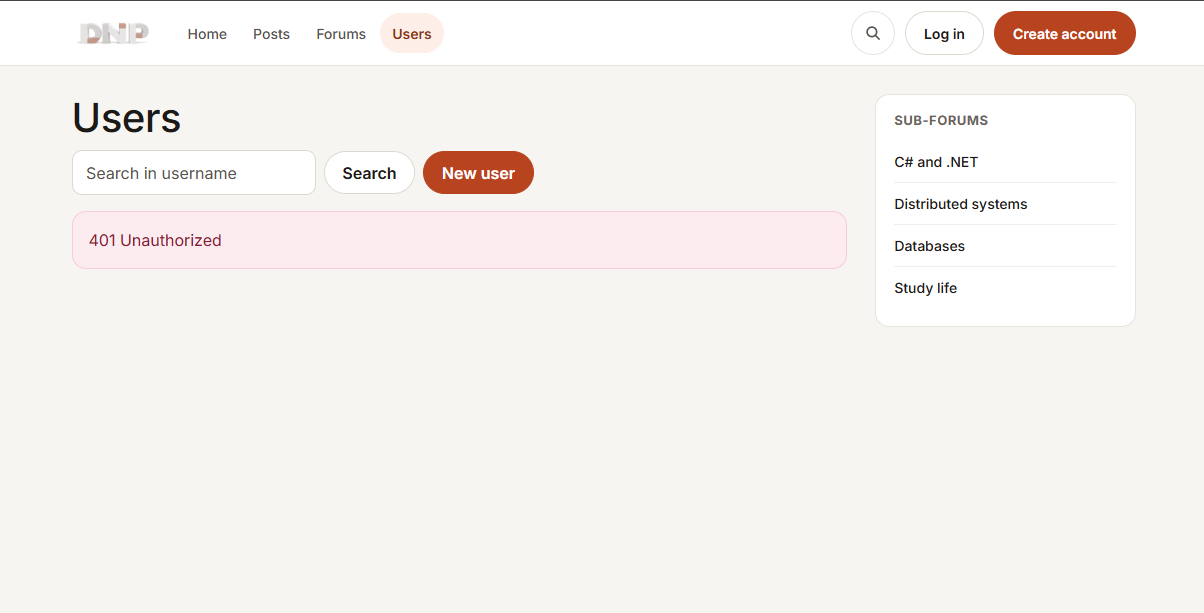 DNP
Home Posts Forums Users Log in Create account
Users
Search in username Search New user
401 Unauthorized
SUB-FORUMS
C# and .NET
Distributed systems
Databases
Study life